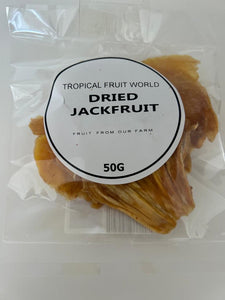 TROPICAL FRUIT WORLD
DRIED
JACKFRUIT
FRUIT FROM OUR FARM
50G